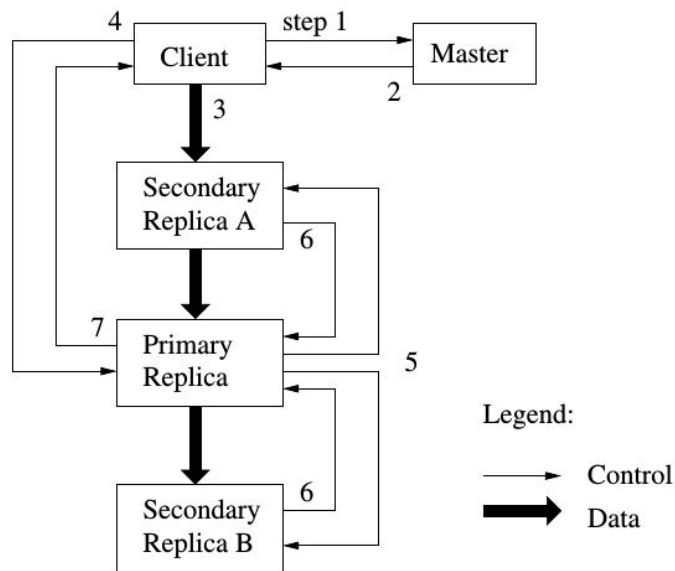 4
step 1
Client
Master
2
3
Secondary
Replica A
6
7
Primary
Replica
5
Legend:
Control
6
Secondary
Replica B
Data